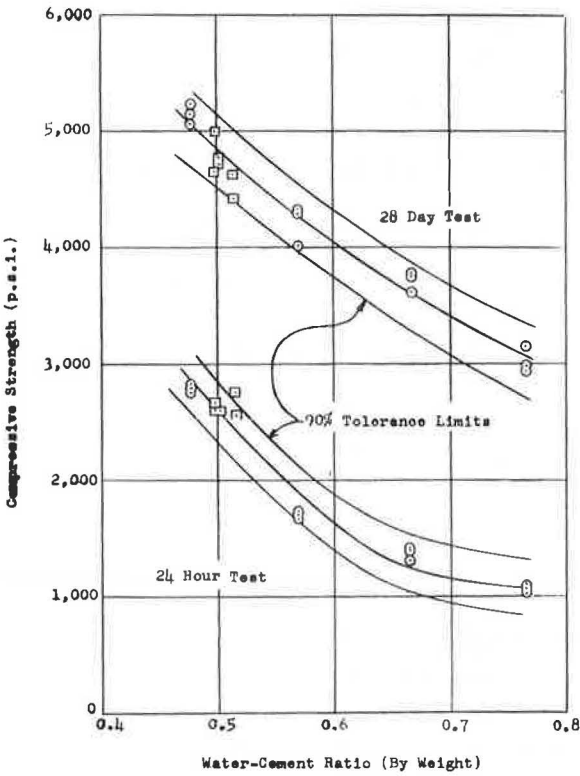 6,000
5,000
4,000
3,000
2,000
1,000
0
Compressive Strength (p.s.i.)
28 Day Test
90% Tolorance Limits
24 Hour Test
0.4 0.5 0.6 0.7 0.8
Water-Cement Ratio (By Weight)